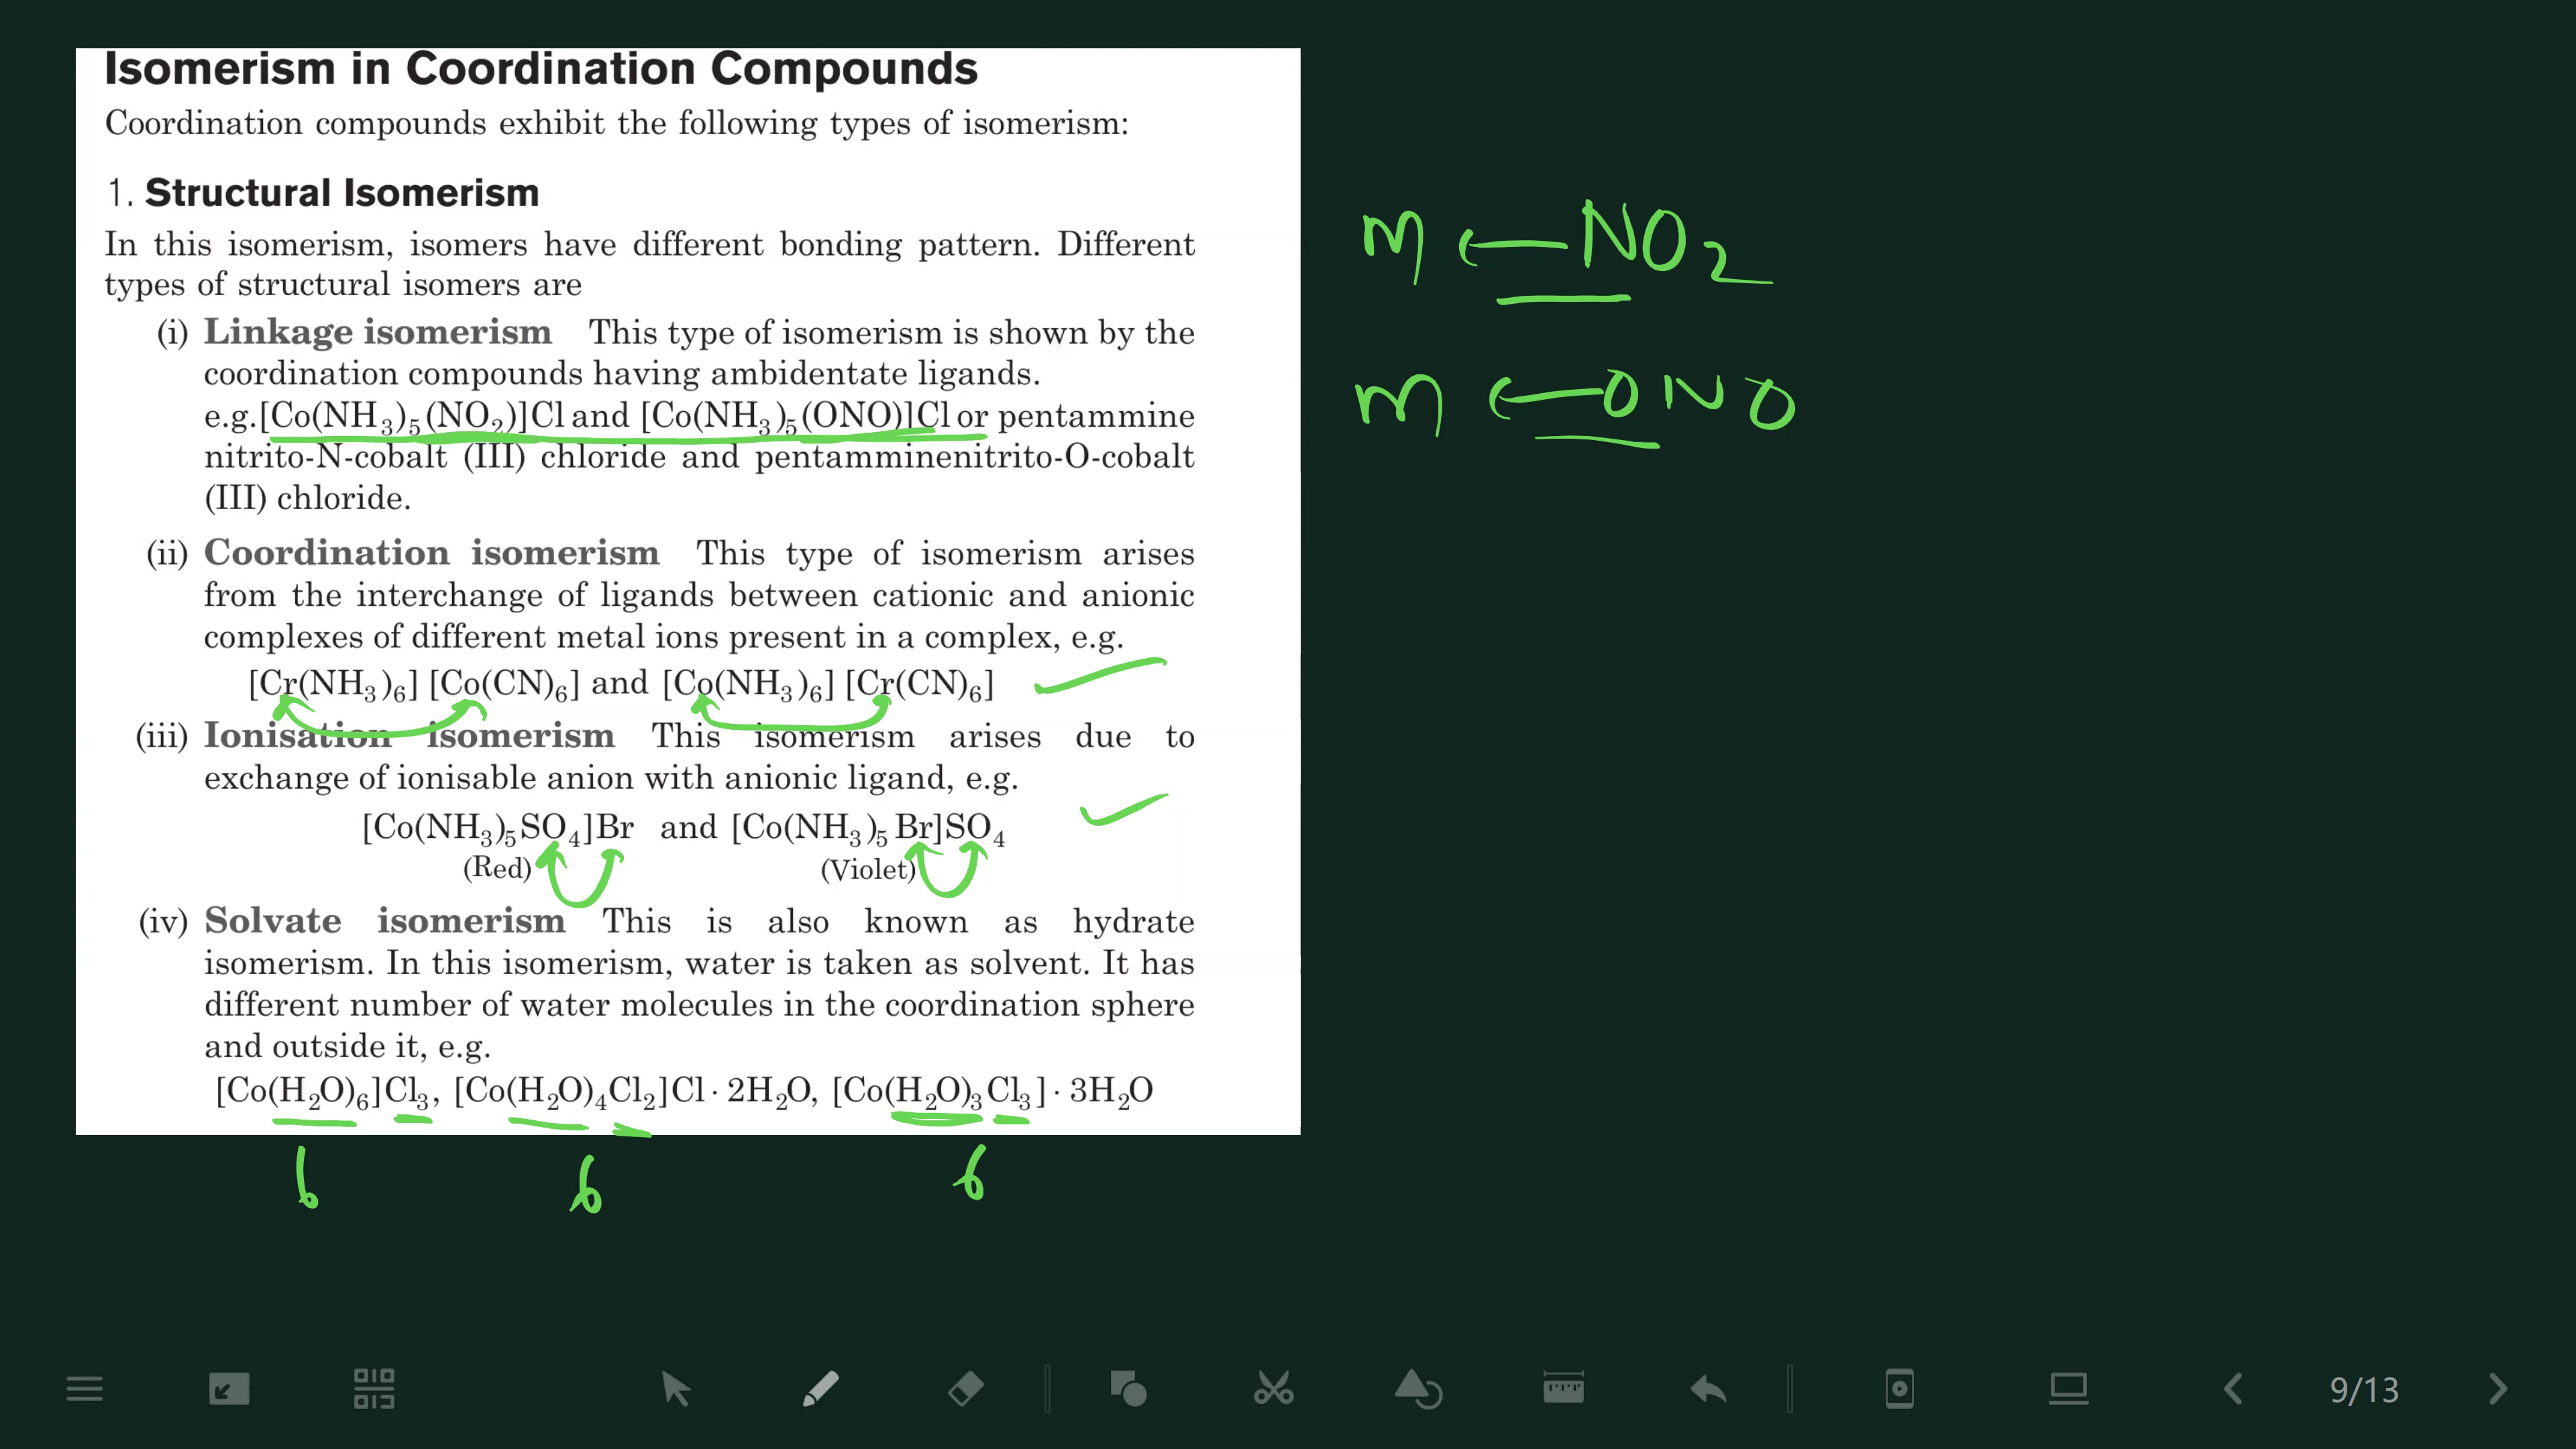 Isomerism in Coordination Compounds
Coordination compounds exhibit the following types of isomerism:
1. Structural Isomerism
In this isomerism, isomers have different bonding pattern. Different
types of structural isomers are
(i) Linkage isomerism This type of isomerism is shown by the
coordination compounds having ambidentate ligands.
e.g.[Co(NH₃)₅(NO₂)]Cl and [Co(NH₃)₅(ONO)]Cl or pentammine
nitrito-N-cobalt (III) chloride and pentamminenitrito-O-cobalt
(III) chloride.
(ii) Coordination isomerism This type of isomerism arises
from the interchange of ligands between cationic and anionic
complexes of different metal ions present in a complex, e.g.
[Cr(NH₃)₆] [Co(CN)₆] and [Co(NH₃)₆] [Cr(CN)₆]
(iii) Ionisation isomerism This isomerism arises due to
exchange of ionisable anion with anionic ligand, e.g.
[Co(NH₃)₅SO₄]Br and [Co(NH₃)₅Br]SO₄
(Red) (Violet)
(iv) Solvate isomerism This is also known as hydrate
isomerism. In this isomerism, water is taken as solvent. It has
different number of water molecules in the coordination sphere
and outside it, e.g.
[Co(H₂O)₆]Cl₃, [Co(H₂O)₄Cl₂]Cl · 2H₂O, [Co(H₂O)₃Cl₃] · 3H₂O
6 6 6
M ← NO₂
M ← ONO
9/13